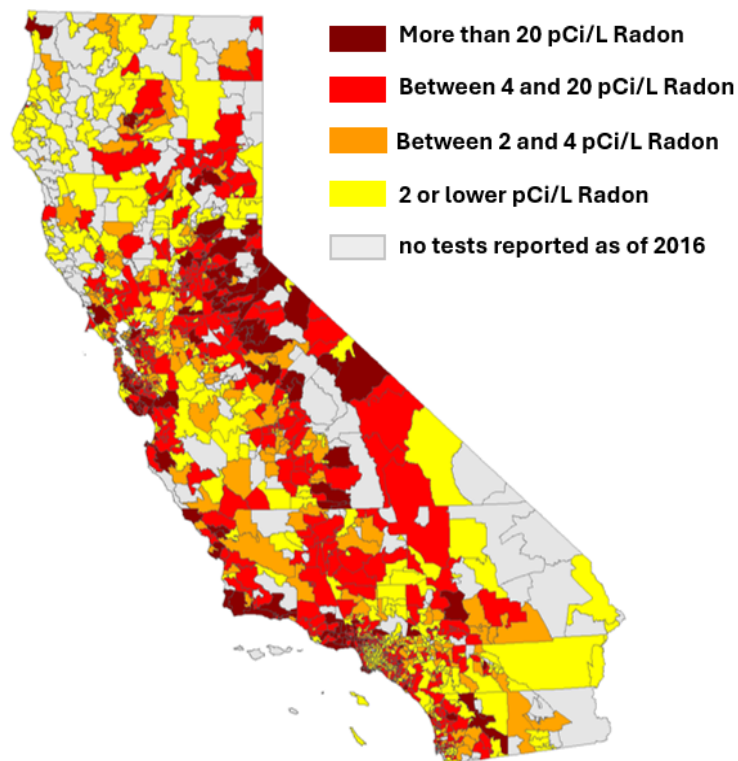 More than 20 pCi/L Radon
Between 4 and 20 pCi/L Radon
Between 2 and 4 pCi/L Radon
2 or lower pCi/L Radon
no tests reported as of 2016